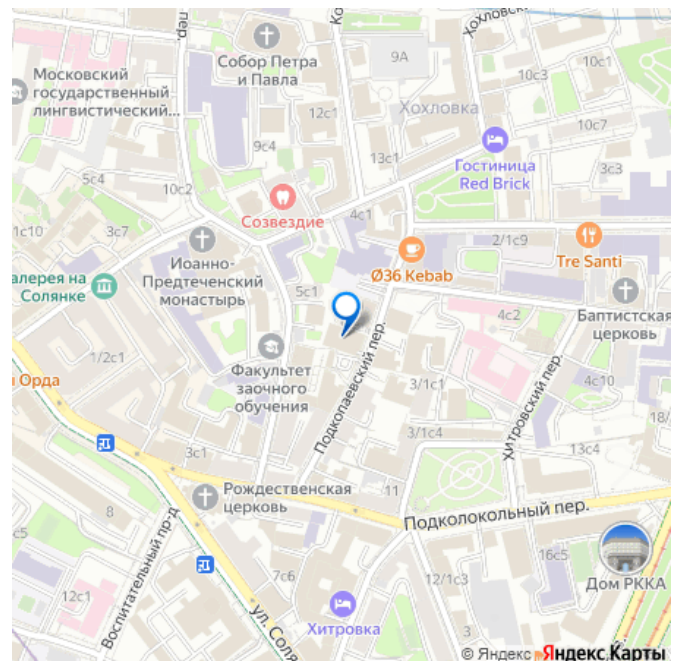 пер.
Ко
Хохловс
Собор Петра
и Павла
9А
10с1
10с3
Московский
государственный
лингвистический...
12с1
Хохловка
10с7
9с4
13с1
Гостиница
Red Brick
3с3
5с4
10с2
Созвездие
4с1
1с10
3с7
2/1с9
Иоанно-
Предтеченский
монастырь
Ø36 Kebab
Tre Santi
алерея на
Солянке
5с1
4с2
Баптистская
церковь
1/2с1
Факультет
заочного
обучения
Подкопаевский пер.
3/1с1
Хитровский пер.
4с10
Орда
18/
3/1с4
13с4
3с1
Рождественская
церковь
11
Подколокольный пер.
8
с5
Воспитательный пр-д
16с5
7с6
12/1с3
Дом РККА
12с1
Хитровка
ул. Соля
3
© Яндекс Яндекс Карты